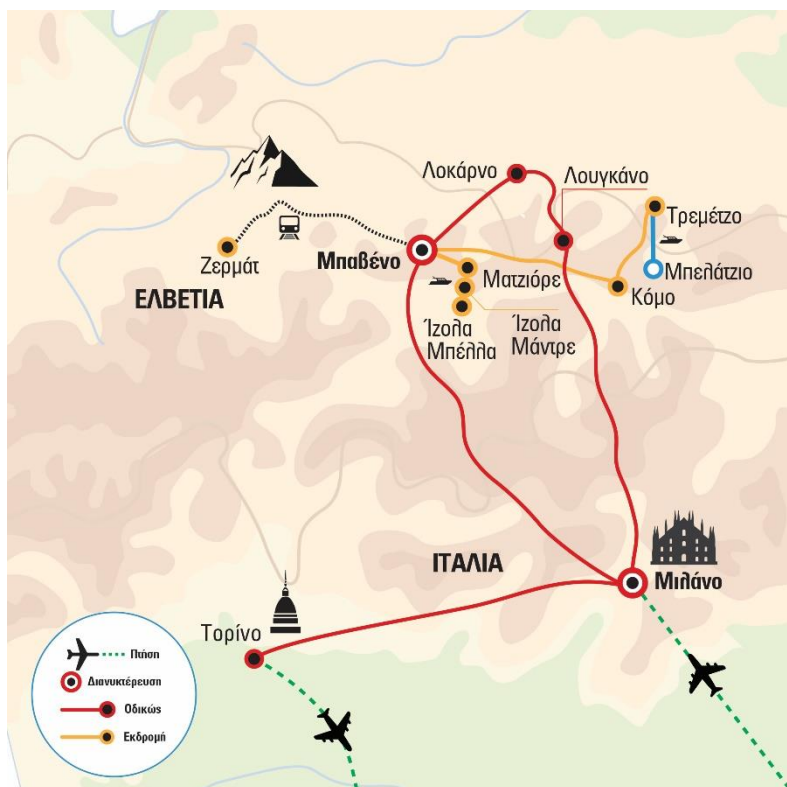 Λοκάρνο
Λουγκάνο
Τρεμέτζο
Ζερμάτ
Μπαβένο
Ματζιόρε
Μπελάτζιο
ΕΛΒΕΤΙΑ
Κόμο
Ίζολα
Μπέλλα
Ίζολα
Μάντρε
ΙΤΑΛΙΑ
Μιλάνο
Τορίνο
Πτήση
Διανυκτέρευση
Οδικώς
Εκδρομή